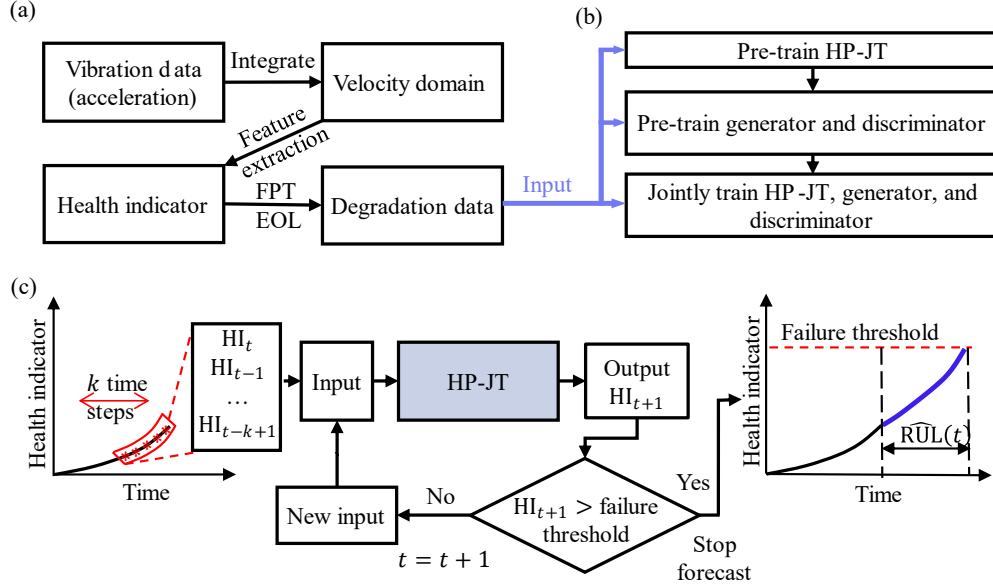 (a)
Vibration data
(acceleration)
Integrate
Velocity domain
Feature
extraction
Health indicator
FPT
EOL
Degradation data
Input
(b)
Pre-train HP-JT
Pre-train generator and discriminator
Jointly train HP-JT, generator, and
discriminator
(c)
Health indicator
k time
steps
Time
HI_t
HI_{t−1}
...
HI_{t−k+1}
Input
HP-JT
Output
HI_{t+1}
HI_{t+1} > failure
threshold
No
New input
t = t + 1
Yes
Stop
forecast
Health indicator
Failure threshold
\widehat{RUL}(t)
Time